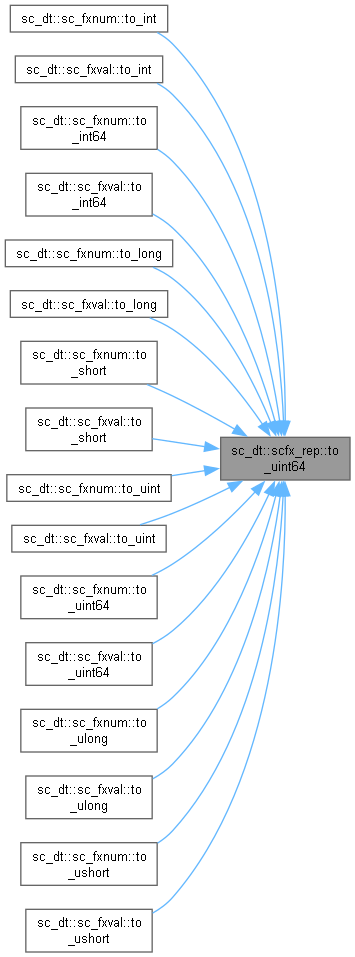 sc_dt::sc_fxnum::to_int
sc_dt::sc_fxval::to_int
sc_dt::sc_fxnum::to
_int64
sc_dt::sc_fxval::to
_int64
sc_dt::sc_fxnum::to_long
sc_dt::sc_fxval::to_long
sc_dt::sc_fxnum::to
_short
sc_dt::sc_fxval::to
_short
sc_dt::scfx_rep::to
_uint64
sc_dt::sc_fxnum::to_uint
sc_dt::sc_fxval::to_uint
sc_dt::sc_fxnum::to
_uint64
sc_dt::sc_fxval::to
_uint64
sc_dt::sc_fxnum::to
_ulong
sc_dt::sc_fxval::to
_ulong
sc_dt::sc_fxnum::to
_ushort
sc_dt::sc_fxval::to
_ushort